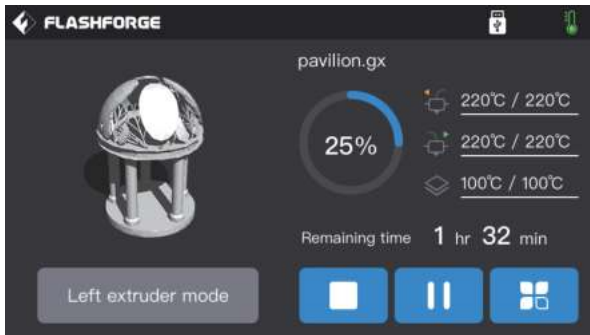 FLASHFORGE
pavilion.gx
25%
220℃ / 220℃
220℃ / 220℃
100℃ / 100℃
Remaining time 1 hr 32 min
Left extruder mode